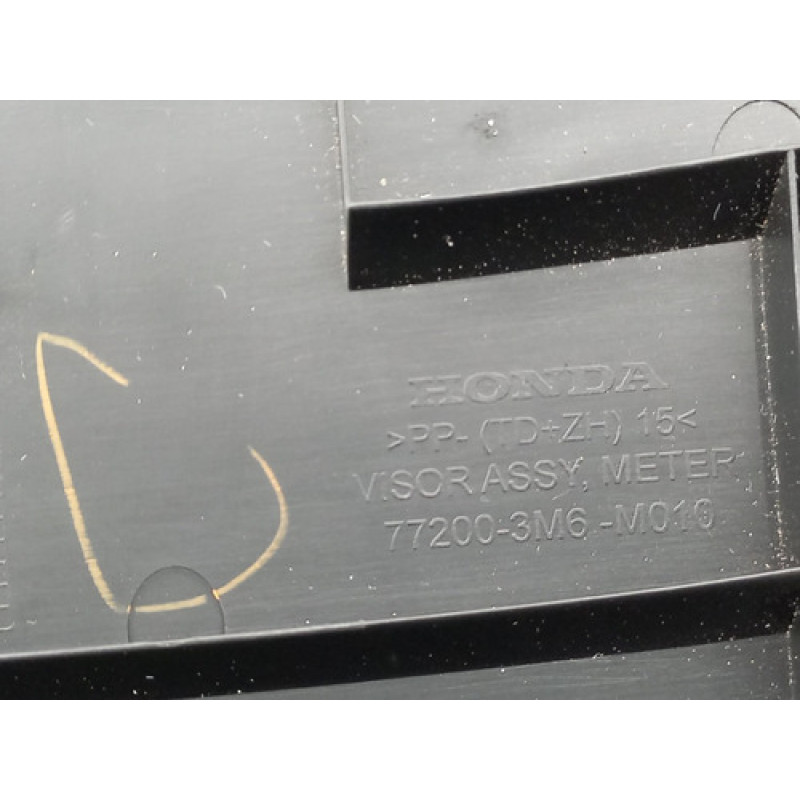 HONDA
>PP-(TD+ZH)15<
VISOR ASSY, METER
77200-3M6 -M010